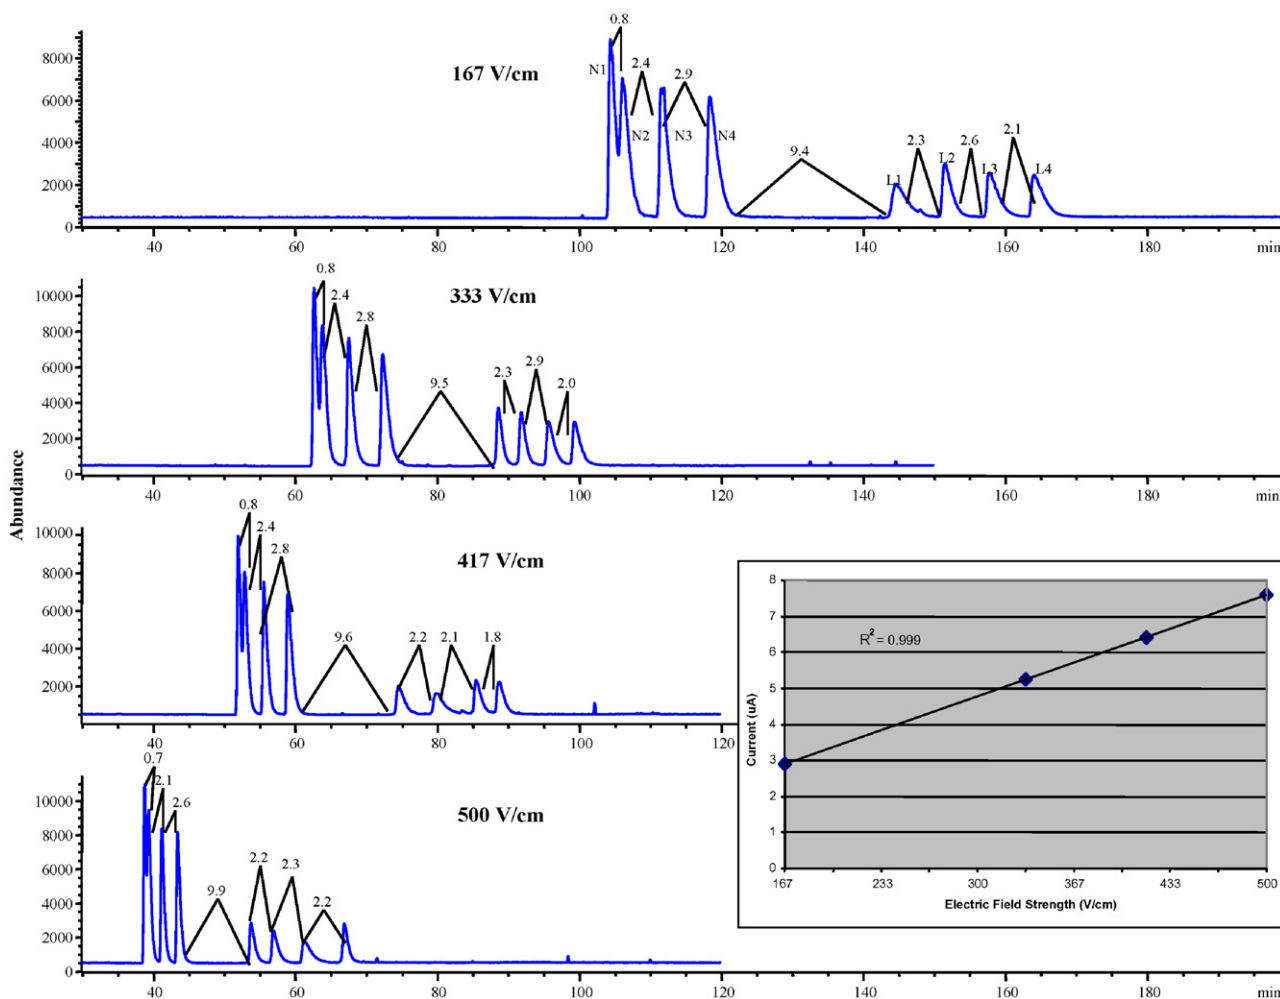 Abundance
167 V/cm
0.8
2.4
2.9
9.4
2.3
2.6
2.1
N1
N2
N3
N4
L1
L2
L3
L4
8000
6000
4000
2000
0
40 60 80 100 120 140 160 180 min
333 V/cm
0.8
2.4
2.8
9.5
2.3
2.9
2.0
10000
8000
6000
4000
2000
0
40 60 80 100 120 140 160 180 min
417 V/cm
0.8
2.4
2.8
9.6
2.2
2.1
1.8
10000
8000
6000
4000
2000
40 60 80 100 120
500 V/cm
0.7
2.1
2.6
9.9
2.2
2.3
2.2
10000
8000
6000
4000
2000
0
40 60 80 100 120 140 160 180 min
Current (uA)
8
7
6
5
4
3
2
1
0
R² = 0.999
167 233 300 367 433 500
Electric Field Strength (V/cm)